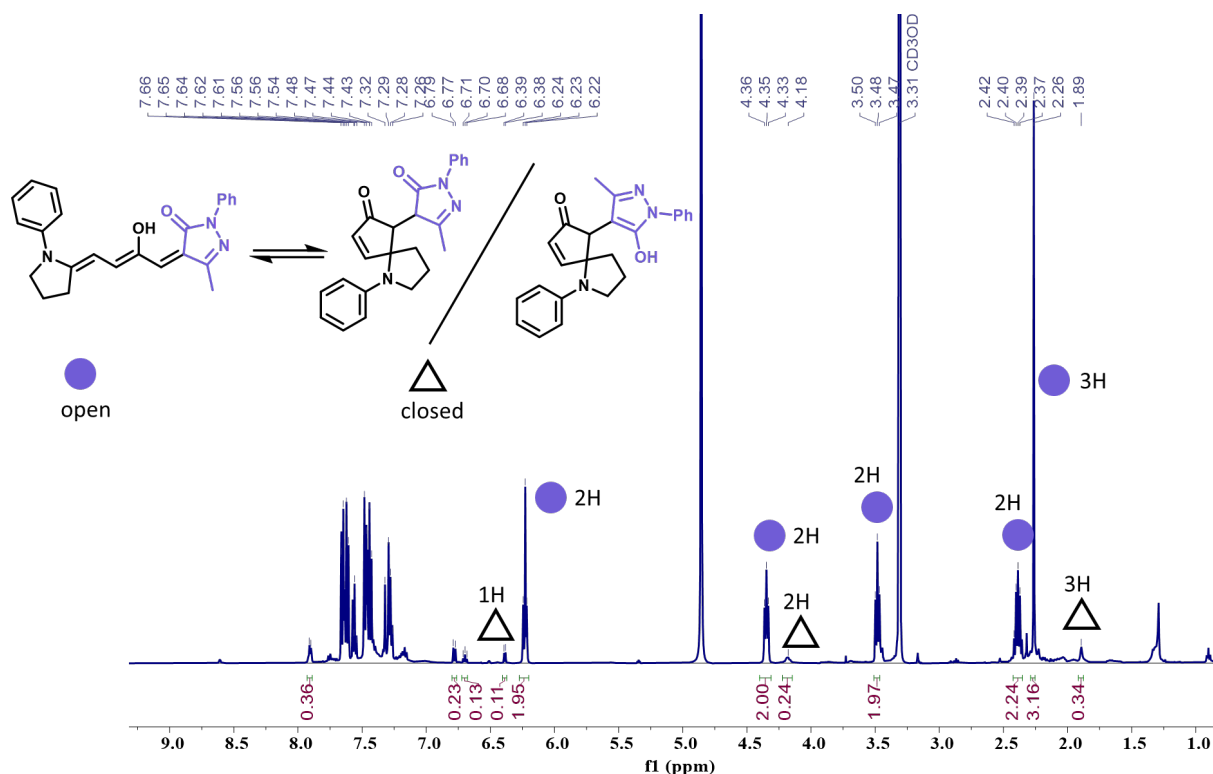 7.66
7.65
7.64
7.62
7.61
7.56
7.56
7.54
7.48
7.47
7.44
7.43
7.32
7.29
7.28
7.26
6.79
6.77
6.71
6.70
6.68
6.39
6.38
6.24
6.23
6.22
4.36
4.35
4.33
4.18
3.50
3.48
3.47
3.31 CD3OD
2.42
2.40
2.39
2.37
2.26
1.89
N
OH
O
N
Ph
N
O
O
N
Ph
N
N
O
N
N
Ph
OH
N
open
closed
3H
2H
2H
2H
2H
1H
2H
3H
0.36
0.23
0.13
0.11
1.95
2.00
0.24
1.97
2.24
3.16
0.34
9.0 8.5 8.0 7.5 7.0 6.5 6.0 5.5 5.0 4.5 4.0 3.5 3.0 2.5 2.0 1.5 1.0
f1 (ppm)